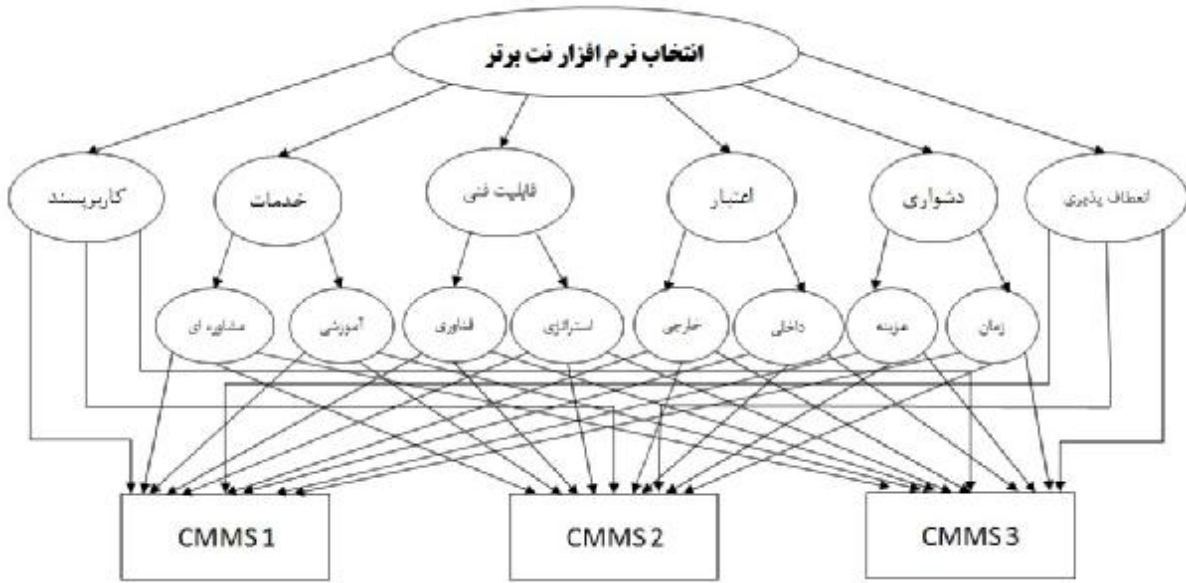 انتخاب نرم افزار نت برتر
انعطاف پذیری
دشواری
اعتبار
قابلیت فنی
خدمات
کاربرپسند
زمان
هزینه
داخلی
خارجی
استراتژی
فناوری
آموزشی
مشاوره ای
CMMS 1
CMMS 2
CMMS 3